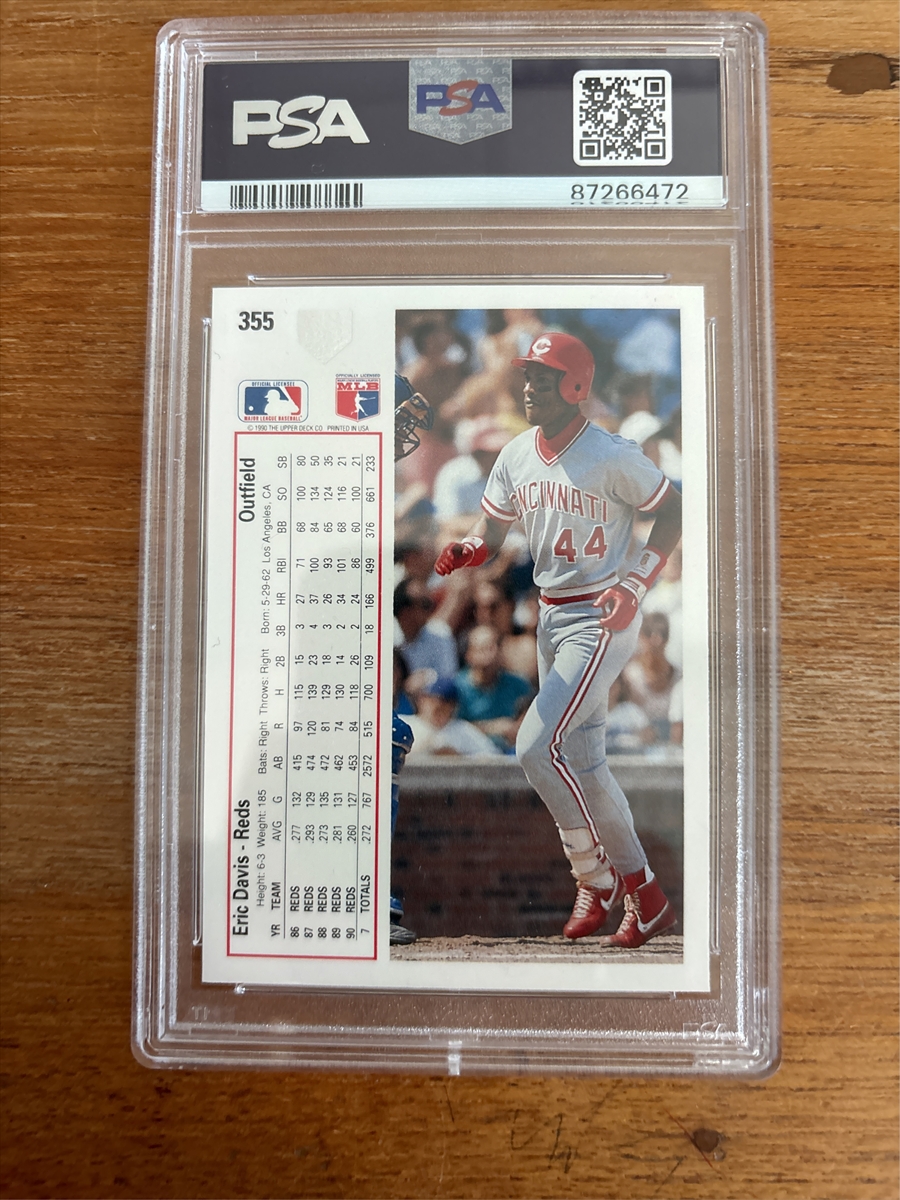 PSA
PSA
87266472
355
OFFICIAL LICENSEE
MAJOR LEAGUE BASEBALL
OFFICIALLY LICENSED
MLB
© 1990 THE UPPER DECK CO. PRINTED IN USA
Eric Davis - Reds Outfield
Height: 6-3 Weight: 185 Bats: Right Throws: Right Born: 5-29-62 Los Angeles, CA
YR TEAM AVG G AB R H 2B 3B HR RBI BB SO SB
86 REDS .277 132 415 97 115 15 3 27 71 68 100 80
87 REDS .293 129 474 120 139 23 4 37 100 84 134 50
88 REDS .273 135 472 81 129 18 3 26 93 65 124 35
89 REDS .281 131 462 74 130 14 2 34 101 68 116 21
90 REDS .260 127 453 84 118 26 2 24 86 60 100 21
7 TOTALS .272 767 2572 515 700 109 18 166 499 376 661 233
C
CINCINNATI
44